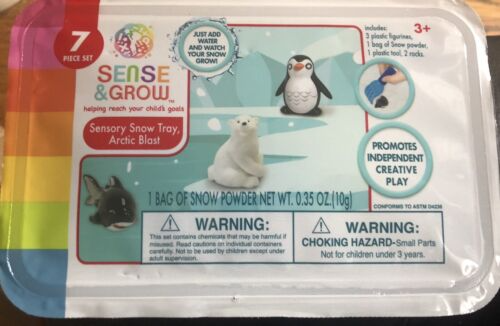 7
PIECE SET
SENSE
&GROW™
helping reach your child's goals
Sensory Snow Tray,
Arctic Blast
JUST ADD
WATER AND
WATCH YOUR
SNOW
GROW!
includes:
3 plastic figurines,
1 bag of Snow powder,
1 plastic tool, 2 rocks.
3+
PROMOTES
INDEPENDENT
CREATIVE
PLAY
1 BAG OF SNOW POWDER NET WT. 0.35 OZ.(10g)
CONFORMS TO ASTM D4236
WARNING:
This set contains chemicals that may be harmful if
misused. Read cautions on individual containers
carefully. Not to be used by children except under
adult supervision.
WARNING:
CHOKING HAZARD-Small Parts
Not for children under 3 years.